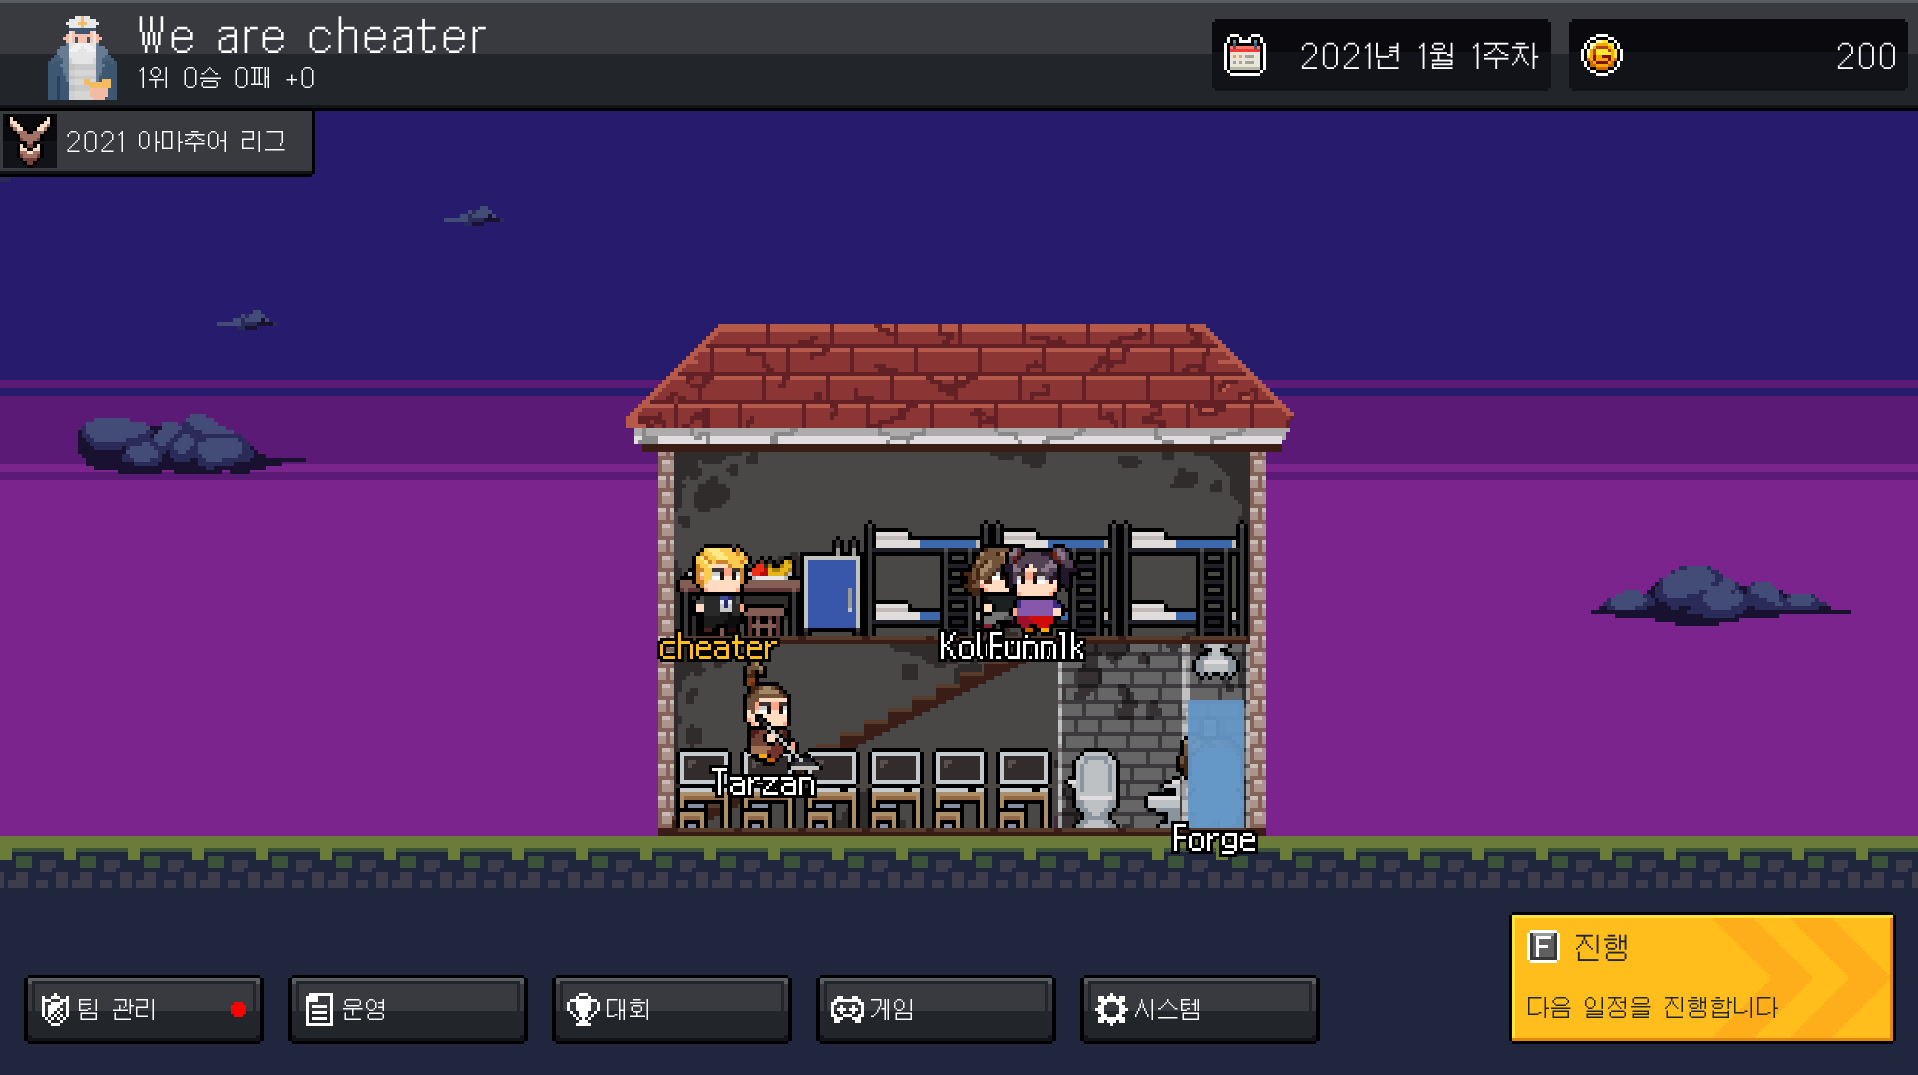 We are cheater
1위 0승 0패 +0
2021년 1월 1주차
200
2021 아마추어 리그
cheater
Funn1k
Tarzan
Forge
팀 관리
운영
대회
게임
시스템
F 진행
다음 일정을 진행합니다